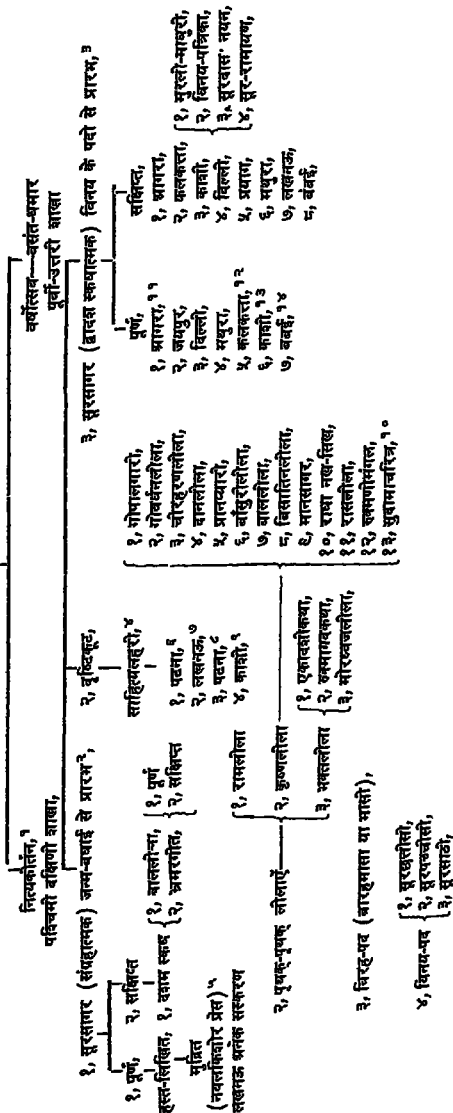 नित्यकीर्तन,¹
पश्चिमी दक्षिणी शाखा,
वर्षोत्सव—वसंत-धमार
पूर्वी-उत्तरी शाखा
१, सूरसागर (संग्रहात्मक) जन्म-बधाई से प्रारम²,
१, पूर्ण,
२, संक्षिप्त
हस्त-लिखित,
मुद्रित
(नवलकिशोर प्रेस)⁵
लखनऊ अनेक संस्करण
१, दशम स्कंध
१, बाललीला,
२, भ्रमरगीत,
१, पूर्ण
२, संक्षिप्त
२, दृष्टिकूट,
साहित्यलहरी,⁴
१, पटना,⁶
२, लखनऊ,⁷
३, पटना,⁸
४, काशी,⁹
३, सूरसागर (द्वादश स्कंधात्मक) विनय के पदों से प्रारंभ,³
पूर्ण,
१, आगरा,¹¹
२, जयपुर,
३, दिल्ली,
४, मथुरा,
५, कलकत्ता,¹²
६, काशी,¹³
७, बंबई,¹⁴
संक्षिप्त,
१, आगरा,
२, कलकत्ता,
३, काशी,
४, दिल्ली,
५, प्रयाग,
६, मथुरा,
७, लखनऊ,
८, बंबई,
१, मुरली-माधुरी,
२, विनय-पत्रिका,
३, सूरदास' नयन,
४, सूर-रामायण,
२, पृथक्-पृथक् लीलाएँ
१, रामलीला
२, कृष्णलीला
३, भक्तलीला
१, गोपालगारी,
२, गोवर्धनलीला,
३, चीरहरणलीला,
४, दानलीला,
५, प्रानप्यारी,
६, बाँसुरीलीला,
७, बाललीला,
८, बिसातिनलीला,
९, मानसागर,
१०, राधा नख-सिख,
११, रासलीला,
१२, रुक्मणीमंगल,
१३, सुदामाचरित्र,¹⁰
१, एकादशीकथा,
२, रुक्मांगदकथा,
३, मोरध्वजलीला,
३, विरह-पद (बारहमासा या मासी),
४, विनय-पद
१, सूरछत्तीसी,
२, सूरपच्चीसी,
३, सूरसाठी,